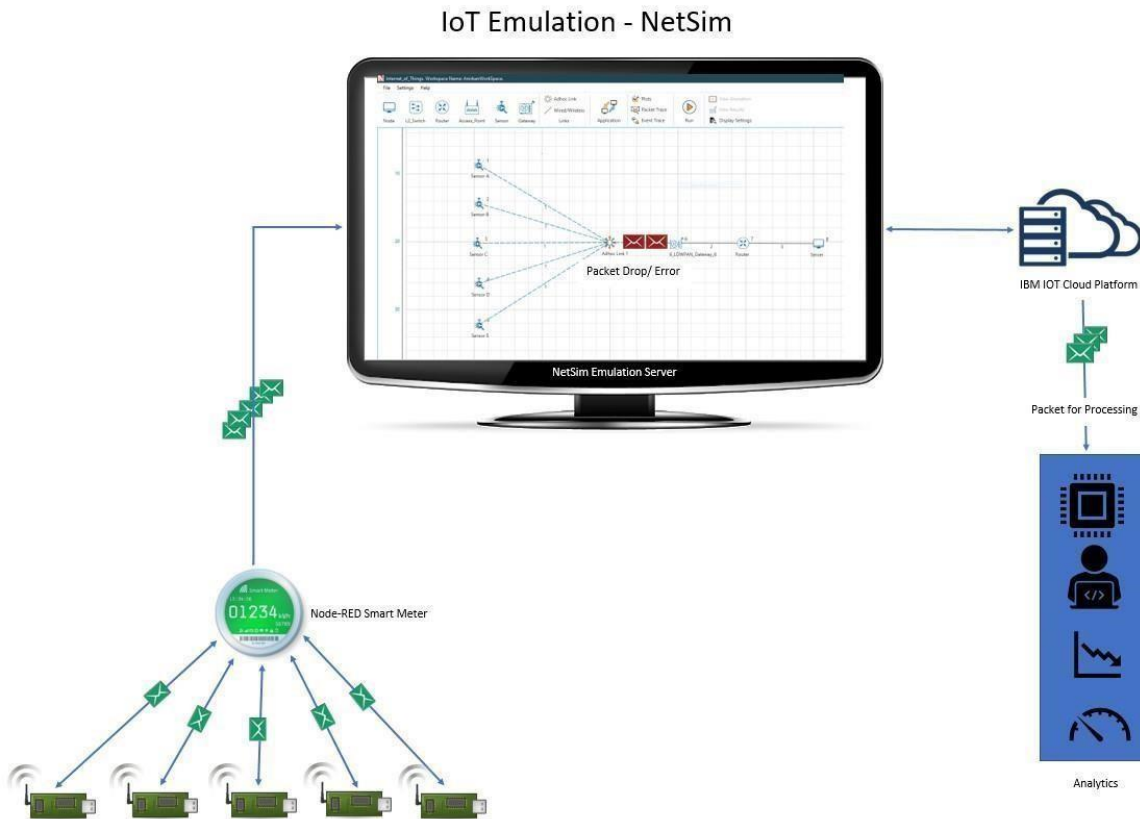 IoT Emulation - NetSim
File Settings Help
Adhoc Link
Wired/Wireless
Links
Plots
Packet Trace
Event Trace
Display Settings
Node L2_Switch Router Access_Point Sensor Gateway
Application
Run
Sensor A
Sensor B
Sensor C
Sensor D
Sensor E
Adhoc Link 1
Router
Server
Packet Drop/ Error
NetSim Emulation Server
IBM IOT Cloud Platform
Packet for Processing
Smart Meter
01234 kWh
Node-RED Smart Meter
</>
Analytics